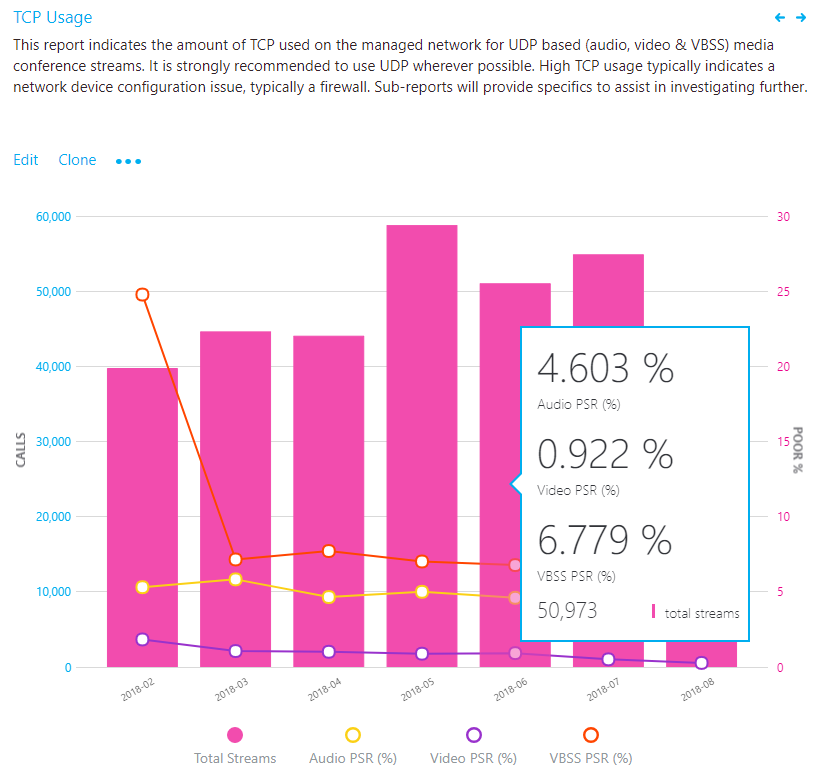 TCP Usage
This report indicates the amount of TCP used on the managed network for UDP based (audio, video & VBSS) media
conference streams. It is strongly recommended to use UDP wherever possible. High TCP usage typically indicates a
network device configuration issue, typically a firewall. Sub-reports will provide specifics to assist in investigating further.
Edit Clone
60,000 30
50,000 25
40,000 20
30,000 15
20,000 10
10,000 5
0 0
CALLS
POOR %
4.603 %
Audio PSR (%)
0.922 %
Video PSR (%)
6.779 %
VBSS PSR (%)
50,973 total streams
2018-02 2018-03 2018-04 2018-05 2018-06 2018-07 2018-08
Total Streams Audio PSR (%) Video PSR (%) VBSS PSR (%)